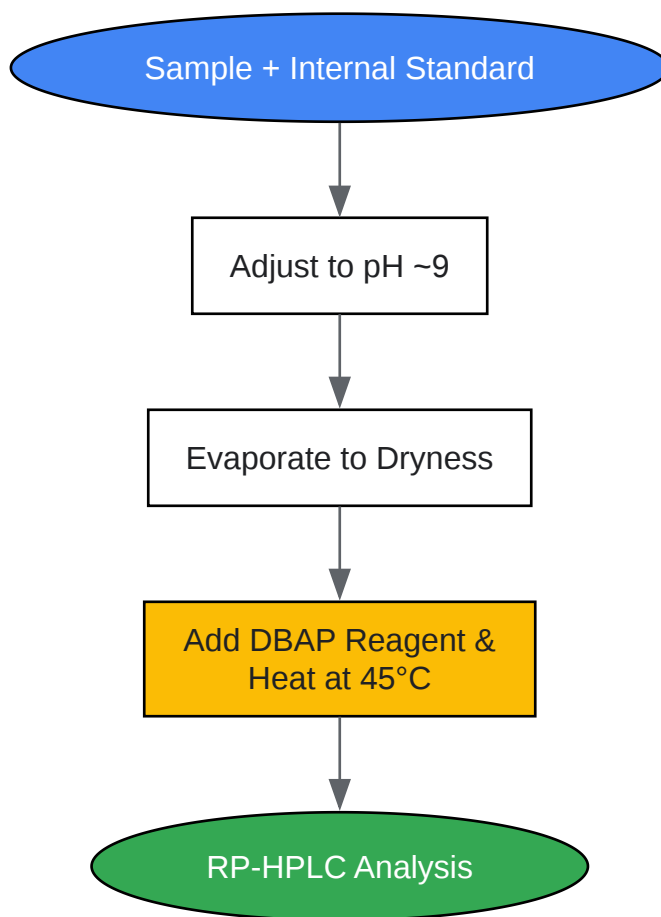 Sample + Internal Standard
Adjust to pH ~9
Evaporate to Dryness
Add DBAP Reagent &
Heat at 45°C
RP-HPLC Analysis